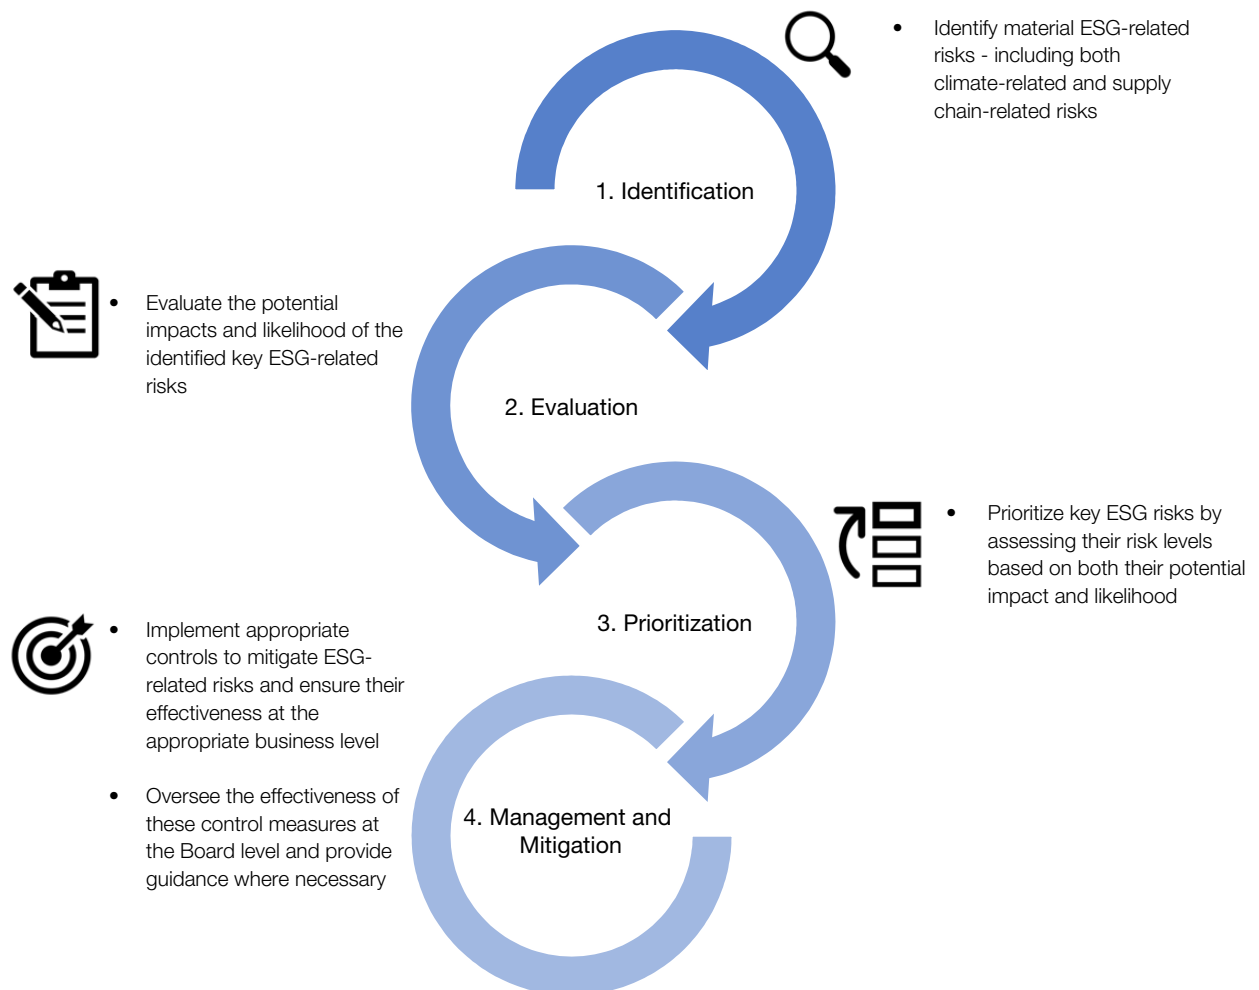 • Identify material ESG-related
risks - including both
climate-related and supply
chain-related risks
1. Identification
• Evaluate the potential
impacts and likelihood of the
identified key ESG-related
risks
2. Evaluation
• Prioritize key ESG risks by
assessing their risk levels
based on both their potential
impact and likelihood
3. Prioritization
• Implement appropriate
controls to mitigate ESG-
related risks and ensure their
effectiveness at the
appropriate business level
• Oversee the effectiveness of
these control measures at
the Board level and provide
guidance where necessary
4. Management and
Mitigation